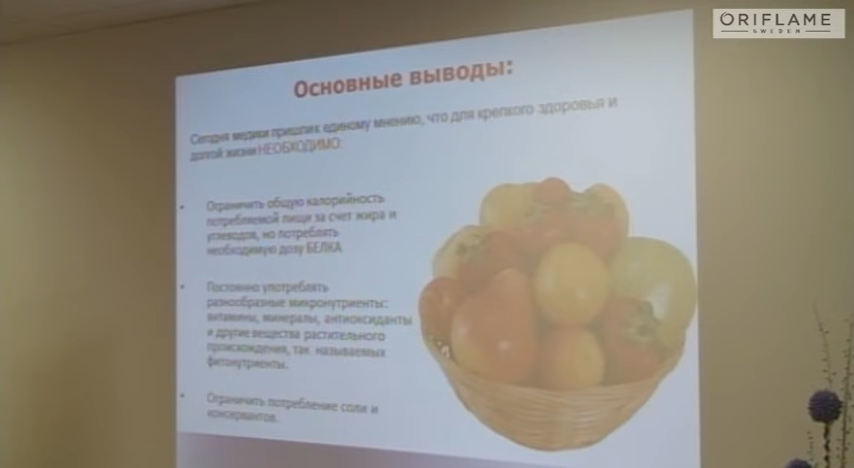 ORIFLAME
SWEDEN
Основные выводы:
Сегодня медики пришли к единому мнению, что для крепкого здоровья и
долгой жизни НЕОБХОДИМО:
• Ограничить общую калорийность
потребляемой пищи за счет жира и
углеводов, но потреблять
необходимую дозу БЕЛКА
• Постоянно употреблять
разнообразные микронутриенты:
витамины, минералы, антиоксиданты
и другие вещества растительного
происхождения, так называемых
фитонутриенты.
• Ограничить потребление соли и
консервантов.